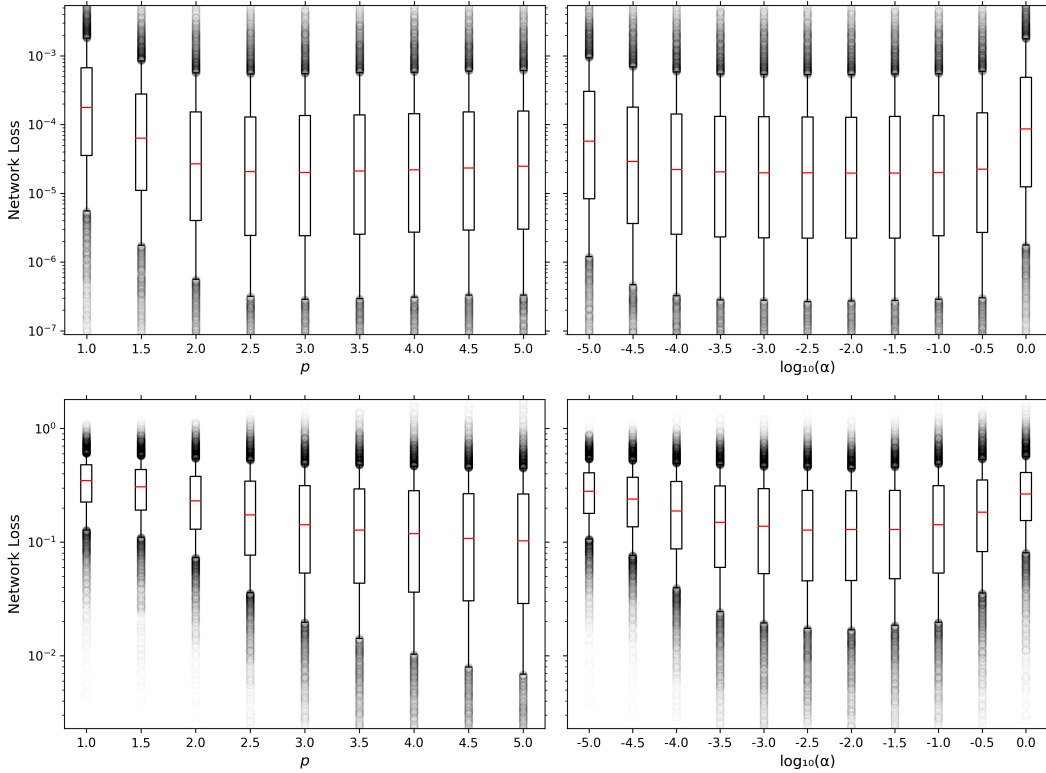 Network Loss
10⁻³
10⁻⁴
10⁻⁵
10⁻⁶
10⁻⁷
1.0 1.5 2.0 2.5 3.0 3.5 4.0 4.5 5.0
p
-5.0 -4.5 -4.0 -3.5 -3.0 -2.5 -2.0 -1.5 -1.0 -0.5 0.0
log₁₀(α)
Network Loss
10⁰
10⁻¹
10⁻²
1.0 1.5 2.0 2.5 3.0 3.5 4.0 4.5 5.0
p
-5.0 -4.5 -4.0 -3.5 -3.0 -2.5 -2.0 -1.5 -1.0 -0.5 0.0
log₁₀(α)